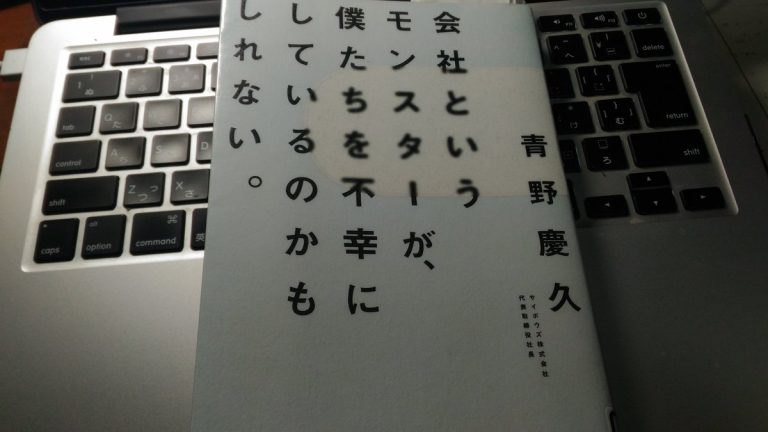 会社という
モンスターが、
僕たちを不幸に
しているのかも
しれない。
青野慶久
サイボウズ株式会社
代表取締役社長
delete
enter
return
shift
tab
control
shift
caps
option
command
英
⌘
Q た
A ち
S と
Z つ っ
X さ
1 ぬ